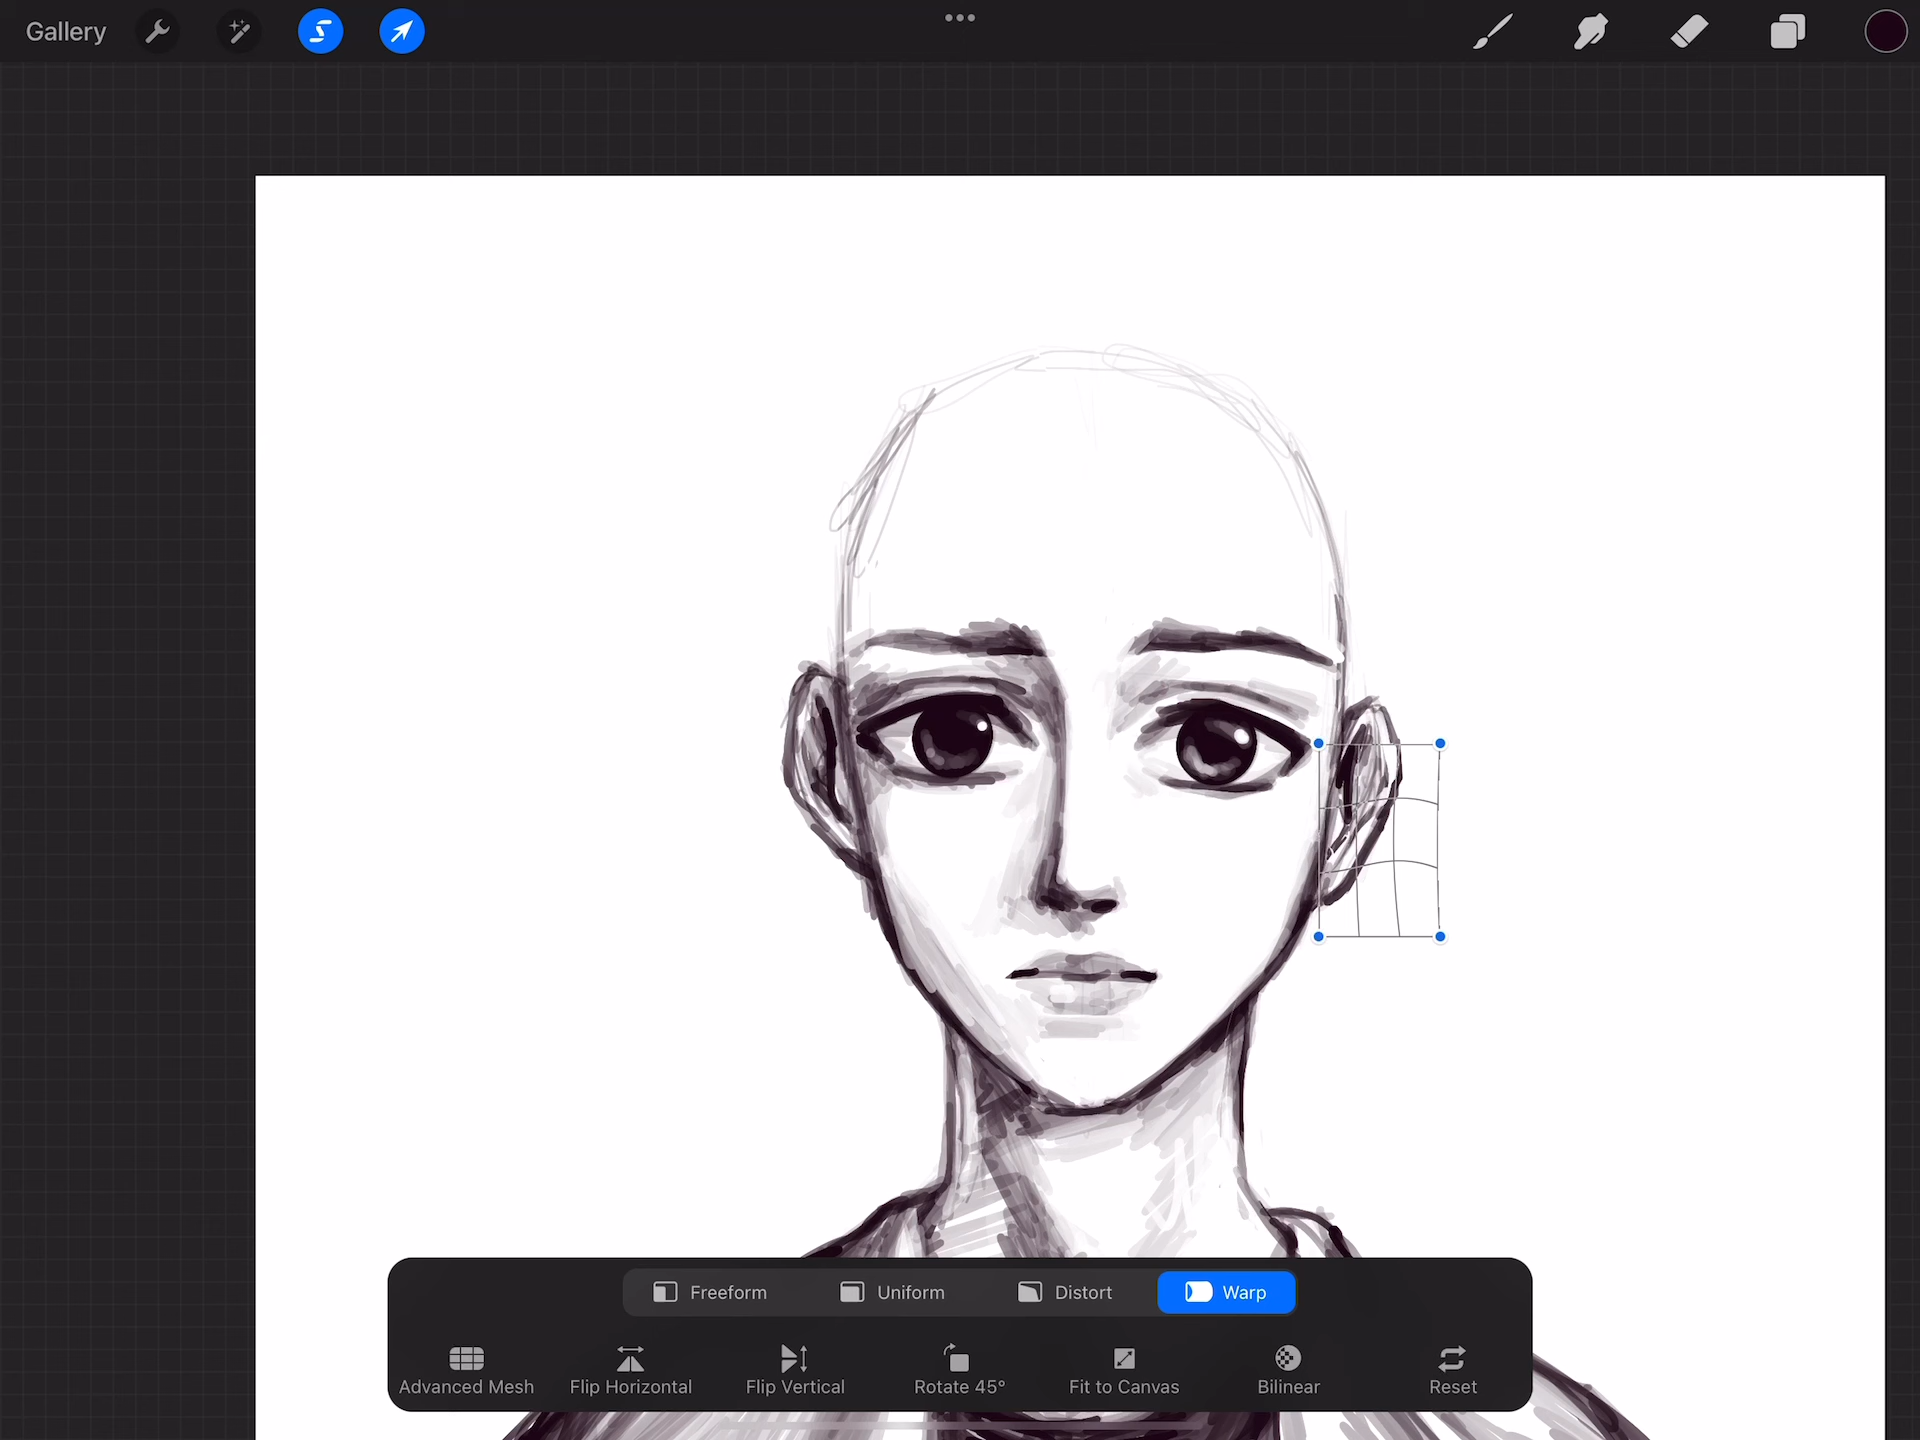 Gallery
Freeform Uniform Distort Warp
Advanced Mesh Flip Horizontal Flip Vertical Rotate 45° Fit to Canvas Bilinear Reset